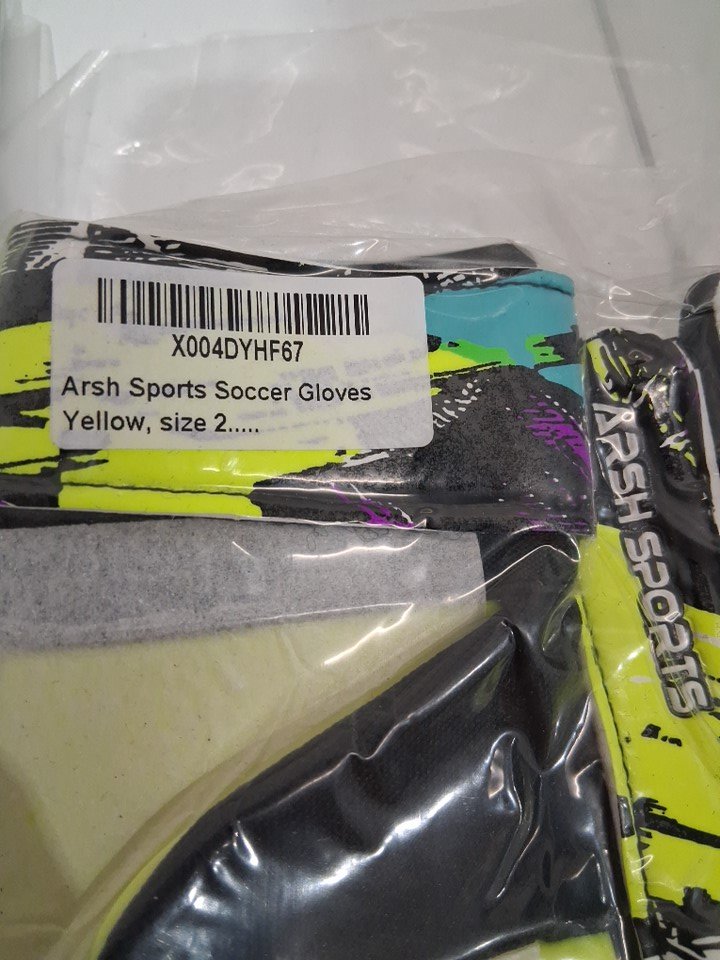 X004DYHF67
Arsh Sports Soccer Gloves
Yellow, size 2.....
ARSH SPORTS